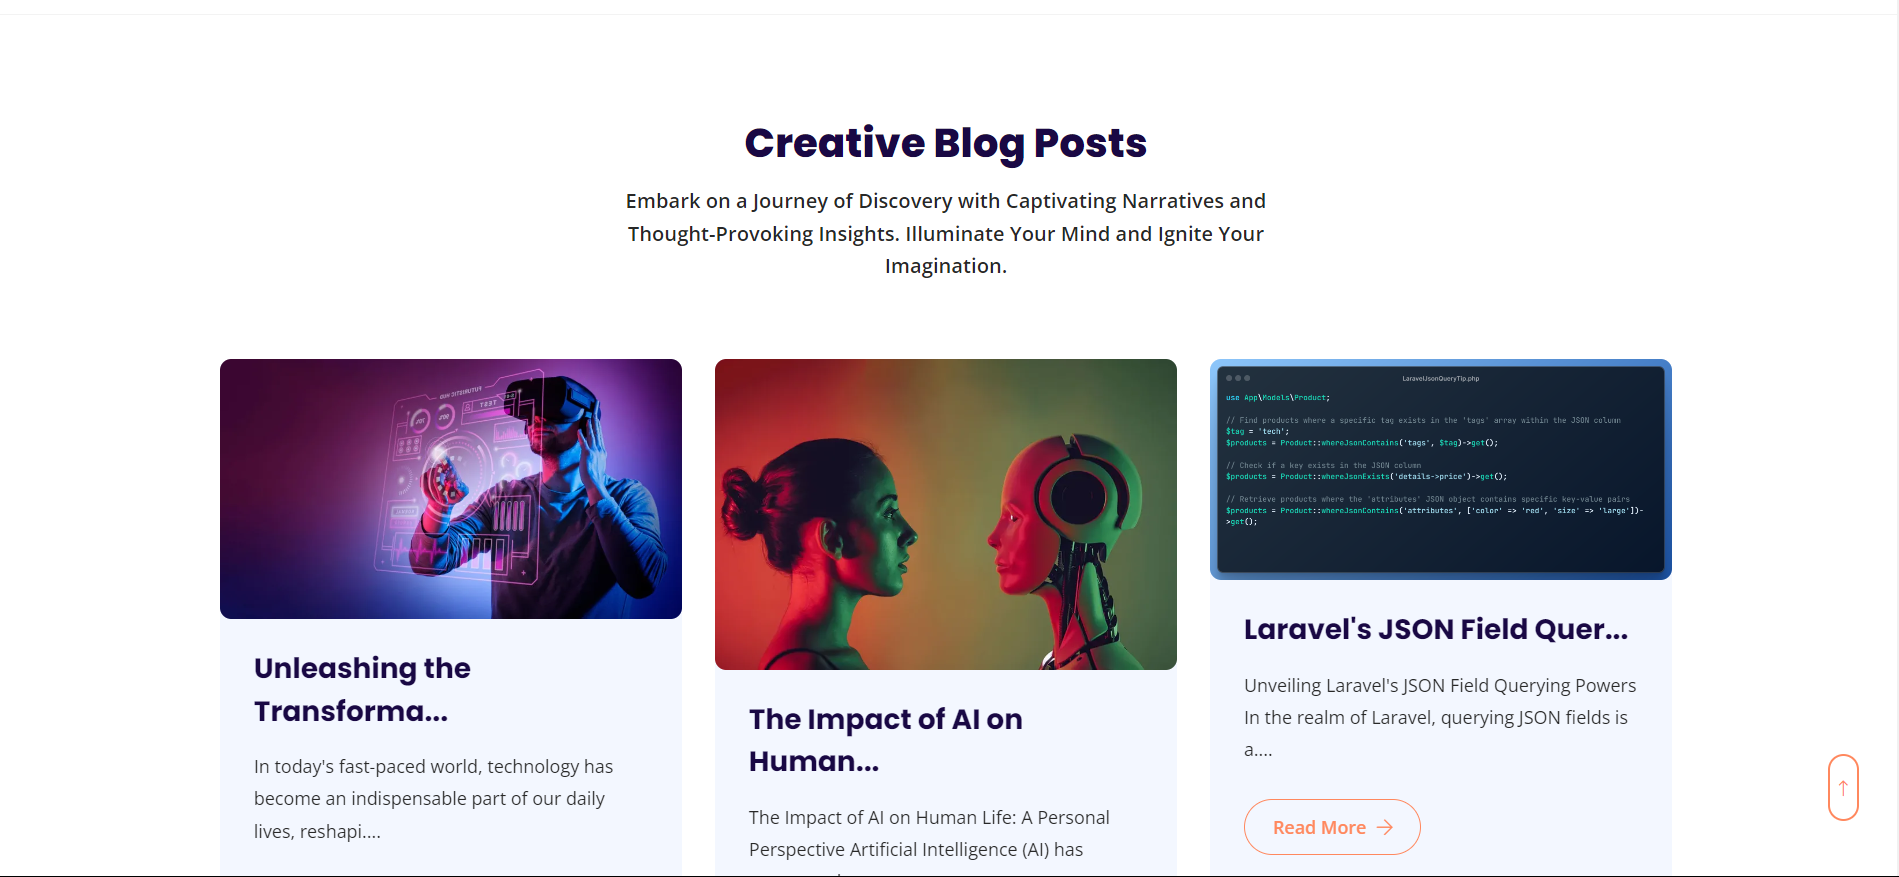 Creative Blog Posts
Embark on a Journey of Discovery with Captivating Narratives and
Thought-Provoking Insights. Illuminate Your Mind and Ignite Your
Imagination.
TEST
Unleashing the
Transforma...
In today's fast-paced world, technology has
become an indispensable part of our daily
lives, reshapi....
The Impact of AI on
Human...
The Impact of AI on Human Life: A Personal
Perspective Artificial Intelligence (AI) has
LaravelJsonQueryTip.php
use App\Models\Product;
// Find products where a specific tag exists in the 'tags' array within the JSON column
$tag = 'tech';
$products = Product::whereJsonContains('tags', $tag)->get();
// Check if a key exists in the JSON column
$products = Product::whereJsonExists('details->price')->get();
// Retrieve products where the 'attributes' JSON object contains specific key-value pairs
$products = Product::whereJsonContains('attributes', ['color' => 'red', 'size' => 'large'])-
>get();
Laravel's JSON Field Quer...
Unveiling Laravel's JSON Field Querying Powers
In the realm of Laravel, querying JSON fields is
a....
Read More